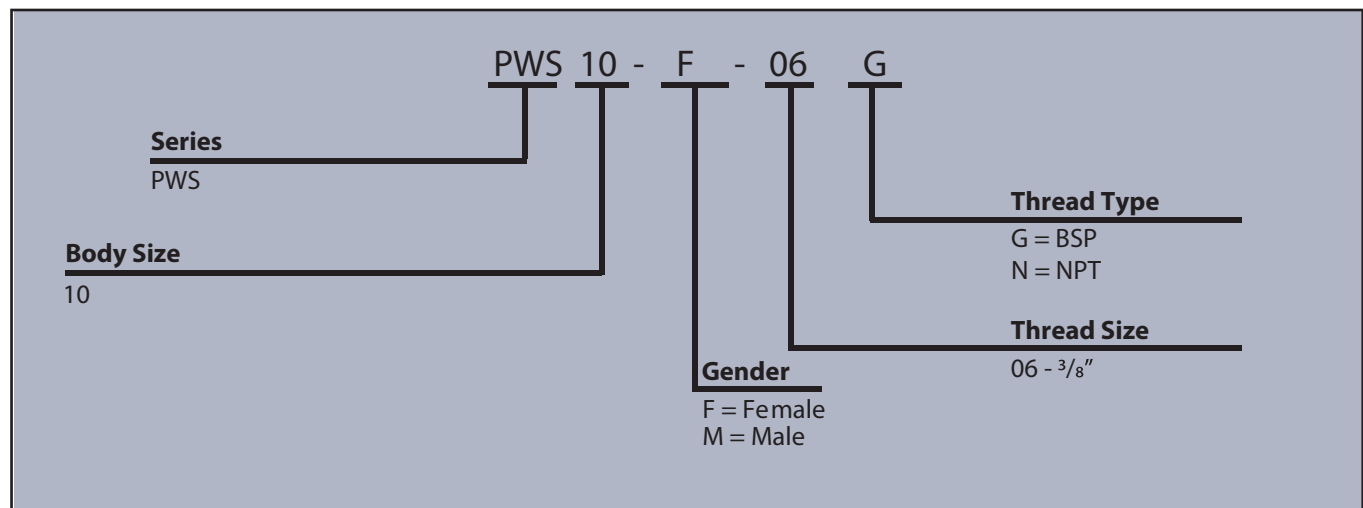 PWS 10 - F - 06 G
Series
PWS
Body Size
10
Thread Type
G = BSP
N = NPT
Thread Size
06 - 3/8"
Gender
F = Female
M = Male